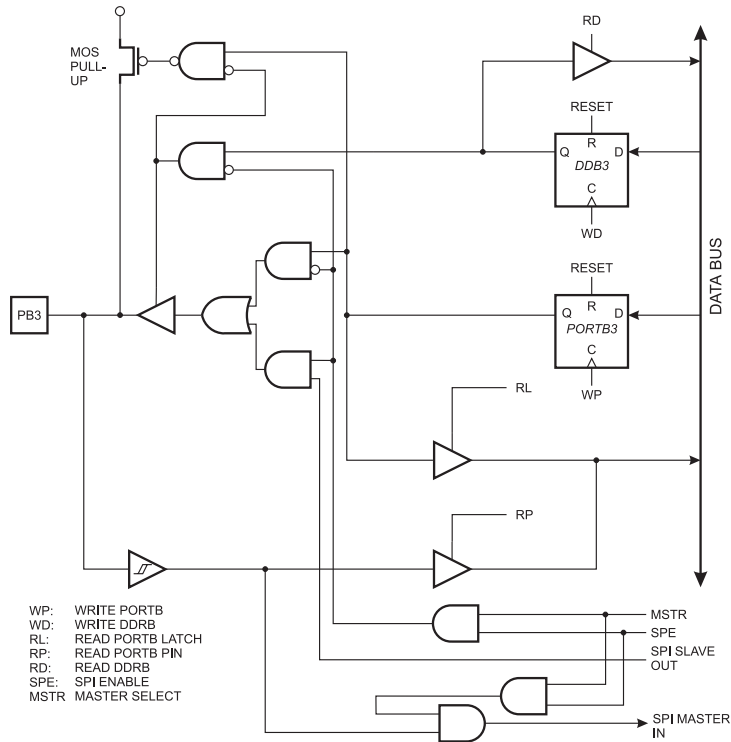 RD
MOS
PULL-
UP
RESET
R
Q
D
DDB3
C
WD
DATA BUS
RESET
R
PB3
Q
D
PORTB3
C
WP
RL
RP
WP: WRITE PORTB
WD: WRITE DDRB
RL: READ PORTB LATCH
RP: READ PORTB PIN
RD: READ DDRB
SPE: SPI ENABLE
MSTR MASTER SELECT
MSTR
SPE
SPI SLAVE
OUT
SPI MASTER
IN